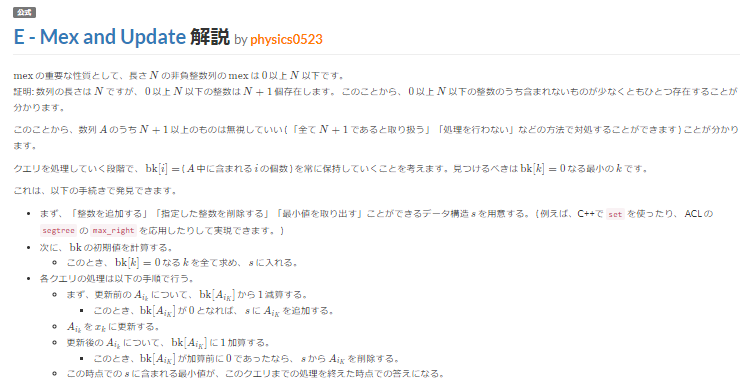 公式
E - Mex and Update 解説 by physics0523
mex の重要な性質として、長さ N の非負整数列の mex は 0 以上 N 以下です。
証明: 数列の長さは N ですが、 0 以上 N 以下の整数は N + 1 個存在します。 このことから、 0 以上 N 以下の整数のうち含まれないものが少なくともひとつ存在することが
分かります。
このことから、数列 A のうち N + 1 以上のものは無視していい (「全て N + 1 であると取り扱う」「処理を行わない」などの方法で対処することができます) ことが分かり
ます。
クエリを処理していく段階で、 bk[i] = ( A 中に含まれる i の個数) を常に保持していくことを考えます。見つけるべきは bk[k] = 0 なる最小の k です。
これは、以下の手続きで発見できます。
• まず、「整数を追加する」「指定した整数を削除する」「最小値を取り出す」ことができるデータ構造 s を用意する。 (例えば、C++で set を使ったり、 ACL の
segtree の max_right を応用したりして実現できます。)
• 次に、 bk の初期値を計算する。
◦ このとき、 bk[k] = 0 なる k を全て求め、 s に入れる。
• 各クエリの処理は以下の手順で行う。
◦ まず、更新前の A_{i_k} について、 bk[A_{i_K}] から 1 減算する。
▪ このとき、bk[A_{i_K}] が 0 となれば、 s に A_{i_K} を追加する。
◦ A_{i_k} を x_k に更新する。
◦ 更新後の A_{i_k} について、 bk[A_{i_K}] に 1 加算する。
▪ このとき、bk[A_{i_K}] が加算前に 0 であったなら、 s から A_{i_K} を削除する。
◦ この時点での s に含まれる最小値が、このクエリまでの処理を終えた時点での答えになる。